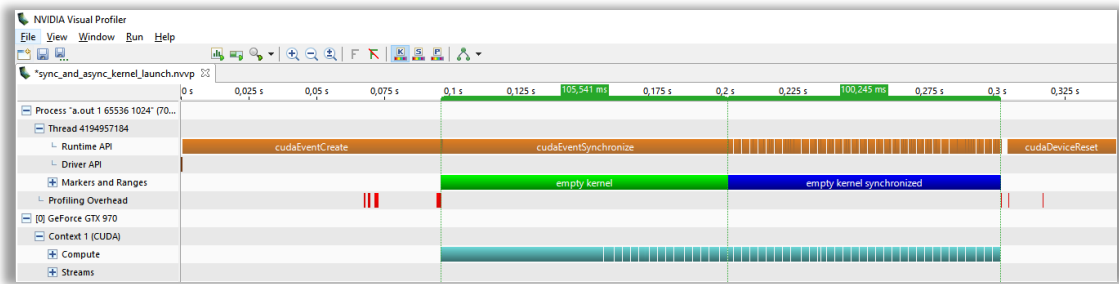 NVIDIA Visual Profiler
File View Window Run Help
*sync_and_async_kernel_launch.nvvp
0 s 0,025 s 0,05 s 0,075 s 0,1 s 0,125 s 105,541 ms 0,175 s 0,2 s 0,225 s 100,245 ms 0,275 s 0,3 s 0,325 s
Process "a.out 1 65536 1024" (70...
Thread 4194957184
Runtime API cudaEventCreate cudaEventSynchronize cudaDeviceReset
Driver API
Markers and Ranges empty kernel empty kernel synchronized
Profiling Overhead
[0] GeForce GTX 970
Context 1 (CUDA)
Compute
Streams